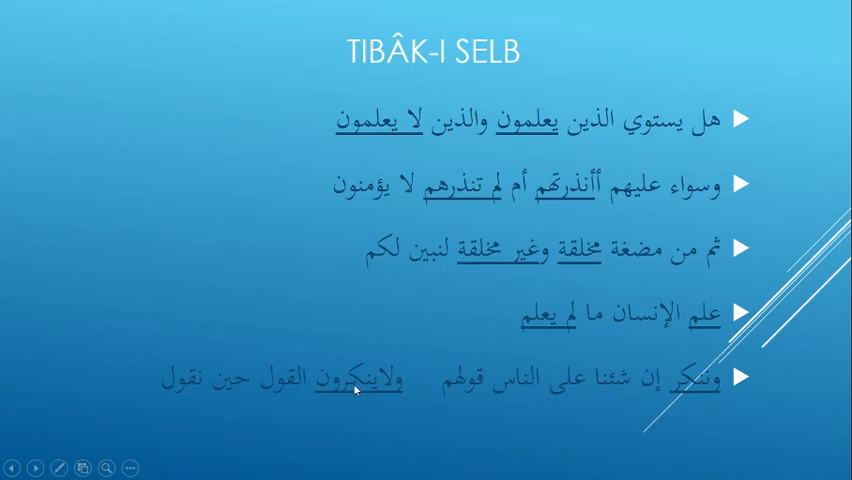 TIBÂK-I SELB
هل يستوي الذين يعلمون والذين لا يعلمون
وسواء عليهم أأنذرتهم أم لم تنذرهم لا يؤمنون
ثم من مضغة مخلقة وغير مخلقة لنبين لكم
علم الإنسان ما لم يعلم
وننكر إن شئنا على الناس قولهم ولاينكرون القول حين نقول